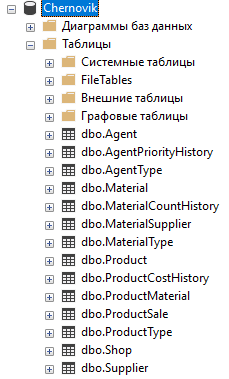 Chernovik
Диаграммы баз данных
Таблицы
Системные таблицы
FileTables
Внешние таблицы
Графовые таблицы
dbo.Agent
dbo.AgentPriorityHistory
dbo.AgentType
dbo.Material
dbo.MaterialCountHistory
dbo.MaterialSupplier
dbo.MaterialType
dbo.Product
dbo.ProductCostHistory
dbo.ProductMaterial
dbo.ProductSale
dbo.ProductType
dbo.Shop
dbo.Supplier